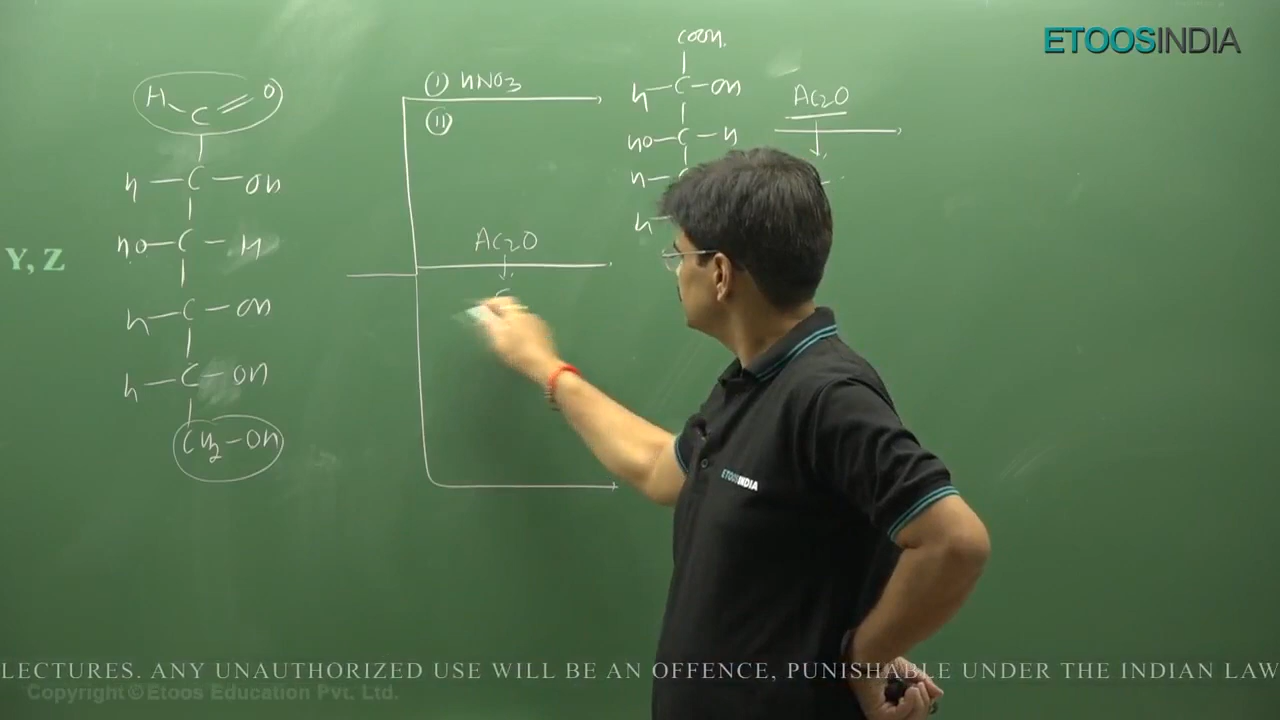 ETOOSINDIA
COOH
H C OH
HO C H
H C
H
Ac2O
(I) HNO3
(II)
Ac2O
H C O
H C OH
HO C H
H C OH
H C OH
CH2-OH
Y, Z
ETOOSINDIA
LECTURES. ANY UNAUTHORIZED USE WILL BE AN OFFENCE, PUNISHABLE UNDER THE INDIAN LAW
Copyright © Etoos Education Pvt. Ltd.